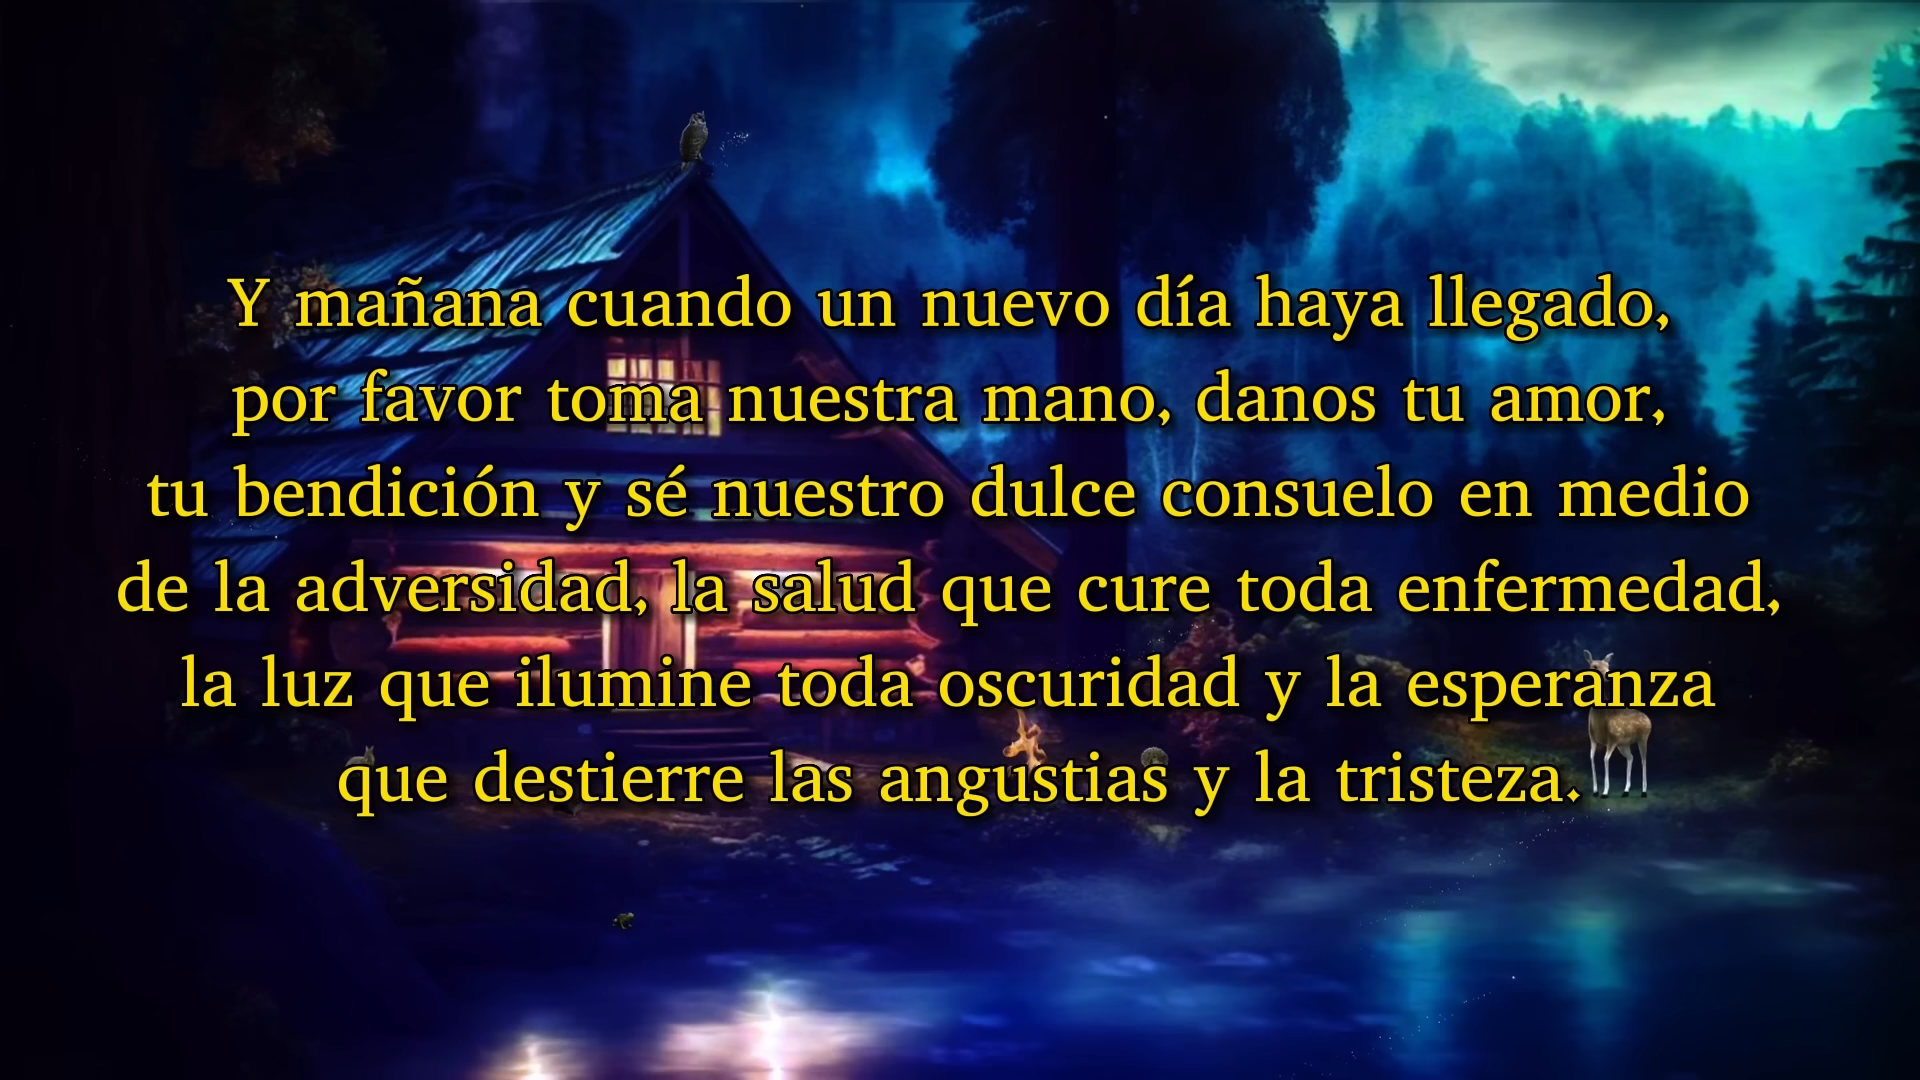 Y mañana cuando un nuevo día haya llegado,
por favor toma nuestra mano, danos tu amor,
tu bendición y sé nuestro dulce consuelo en medio
de la adversidad, la salud que cure toda enfermedad,
la luz que ilumine toda oscuridad y la esperanza
que destierre las angustias y la tristeza.